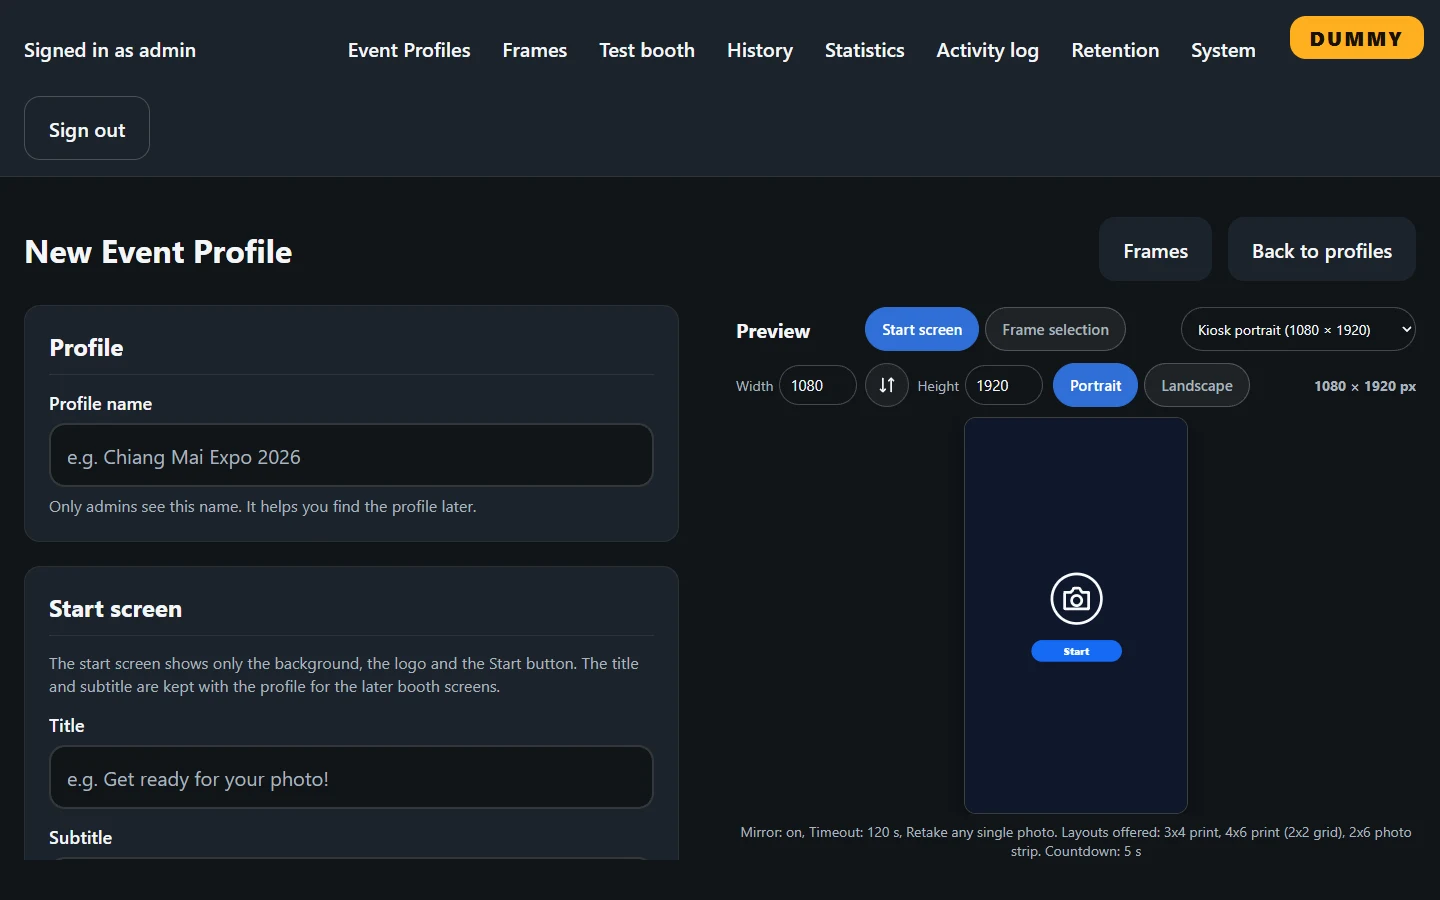 Signed in as admin
Event Profiles
Frames
Test booth
History
Statistics
Activity log
Retention
System
DUMMY
Sign out
New Event Profile
Frames
Back to profiles
Profile
Profile name
e.g. Chiang Mai Expo 2026
Only admins see this name. It helps you find the profile later.
Start screen
The start screen shows only the background, the logo and the Start button. The title
and subtitle are kept with the profile for the later booth screens.
Title
e.g. Get ready for your photo!
Subtitle
Preview
Start screen
Frame selection
Kiosk portrait (1080 × 1920)
Width
1080
Height
1920
Portrait
Landscape
1080 × 1920 px
Start
Mirror: on, Timeout: 120 s, Retake any single photo. Layouts offered: 3x4 print, 4x6 print (2x2 grid), 2x6 photo
strip. Countdown: 5 s